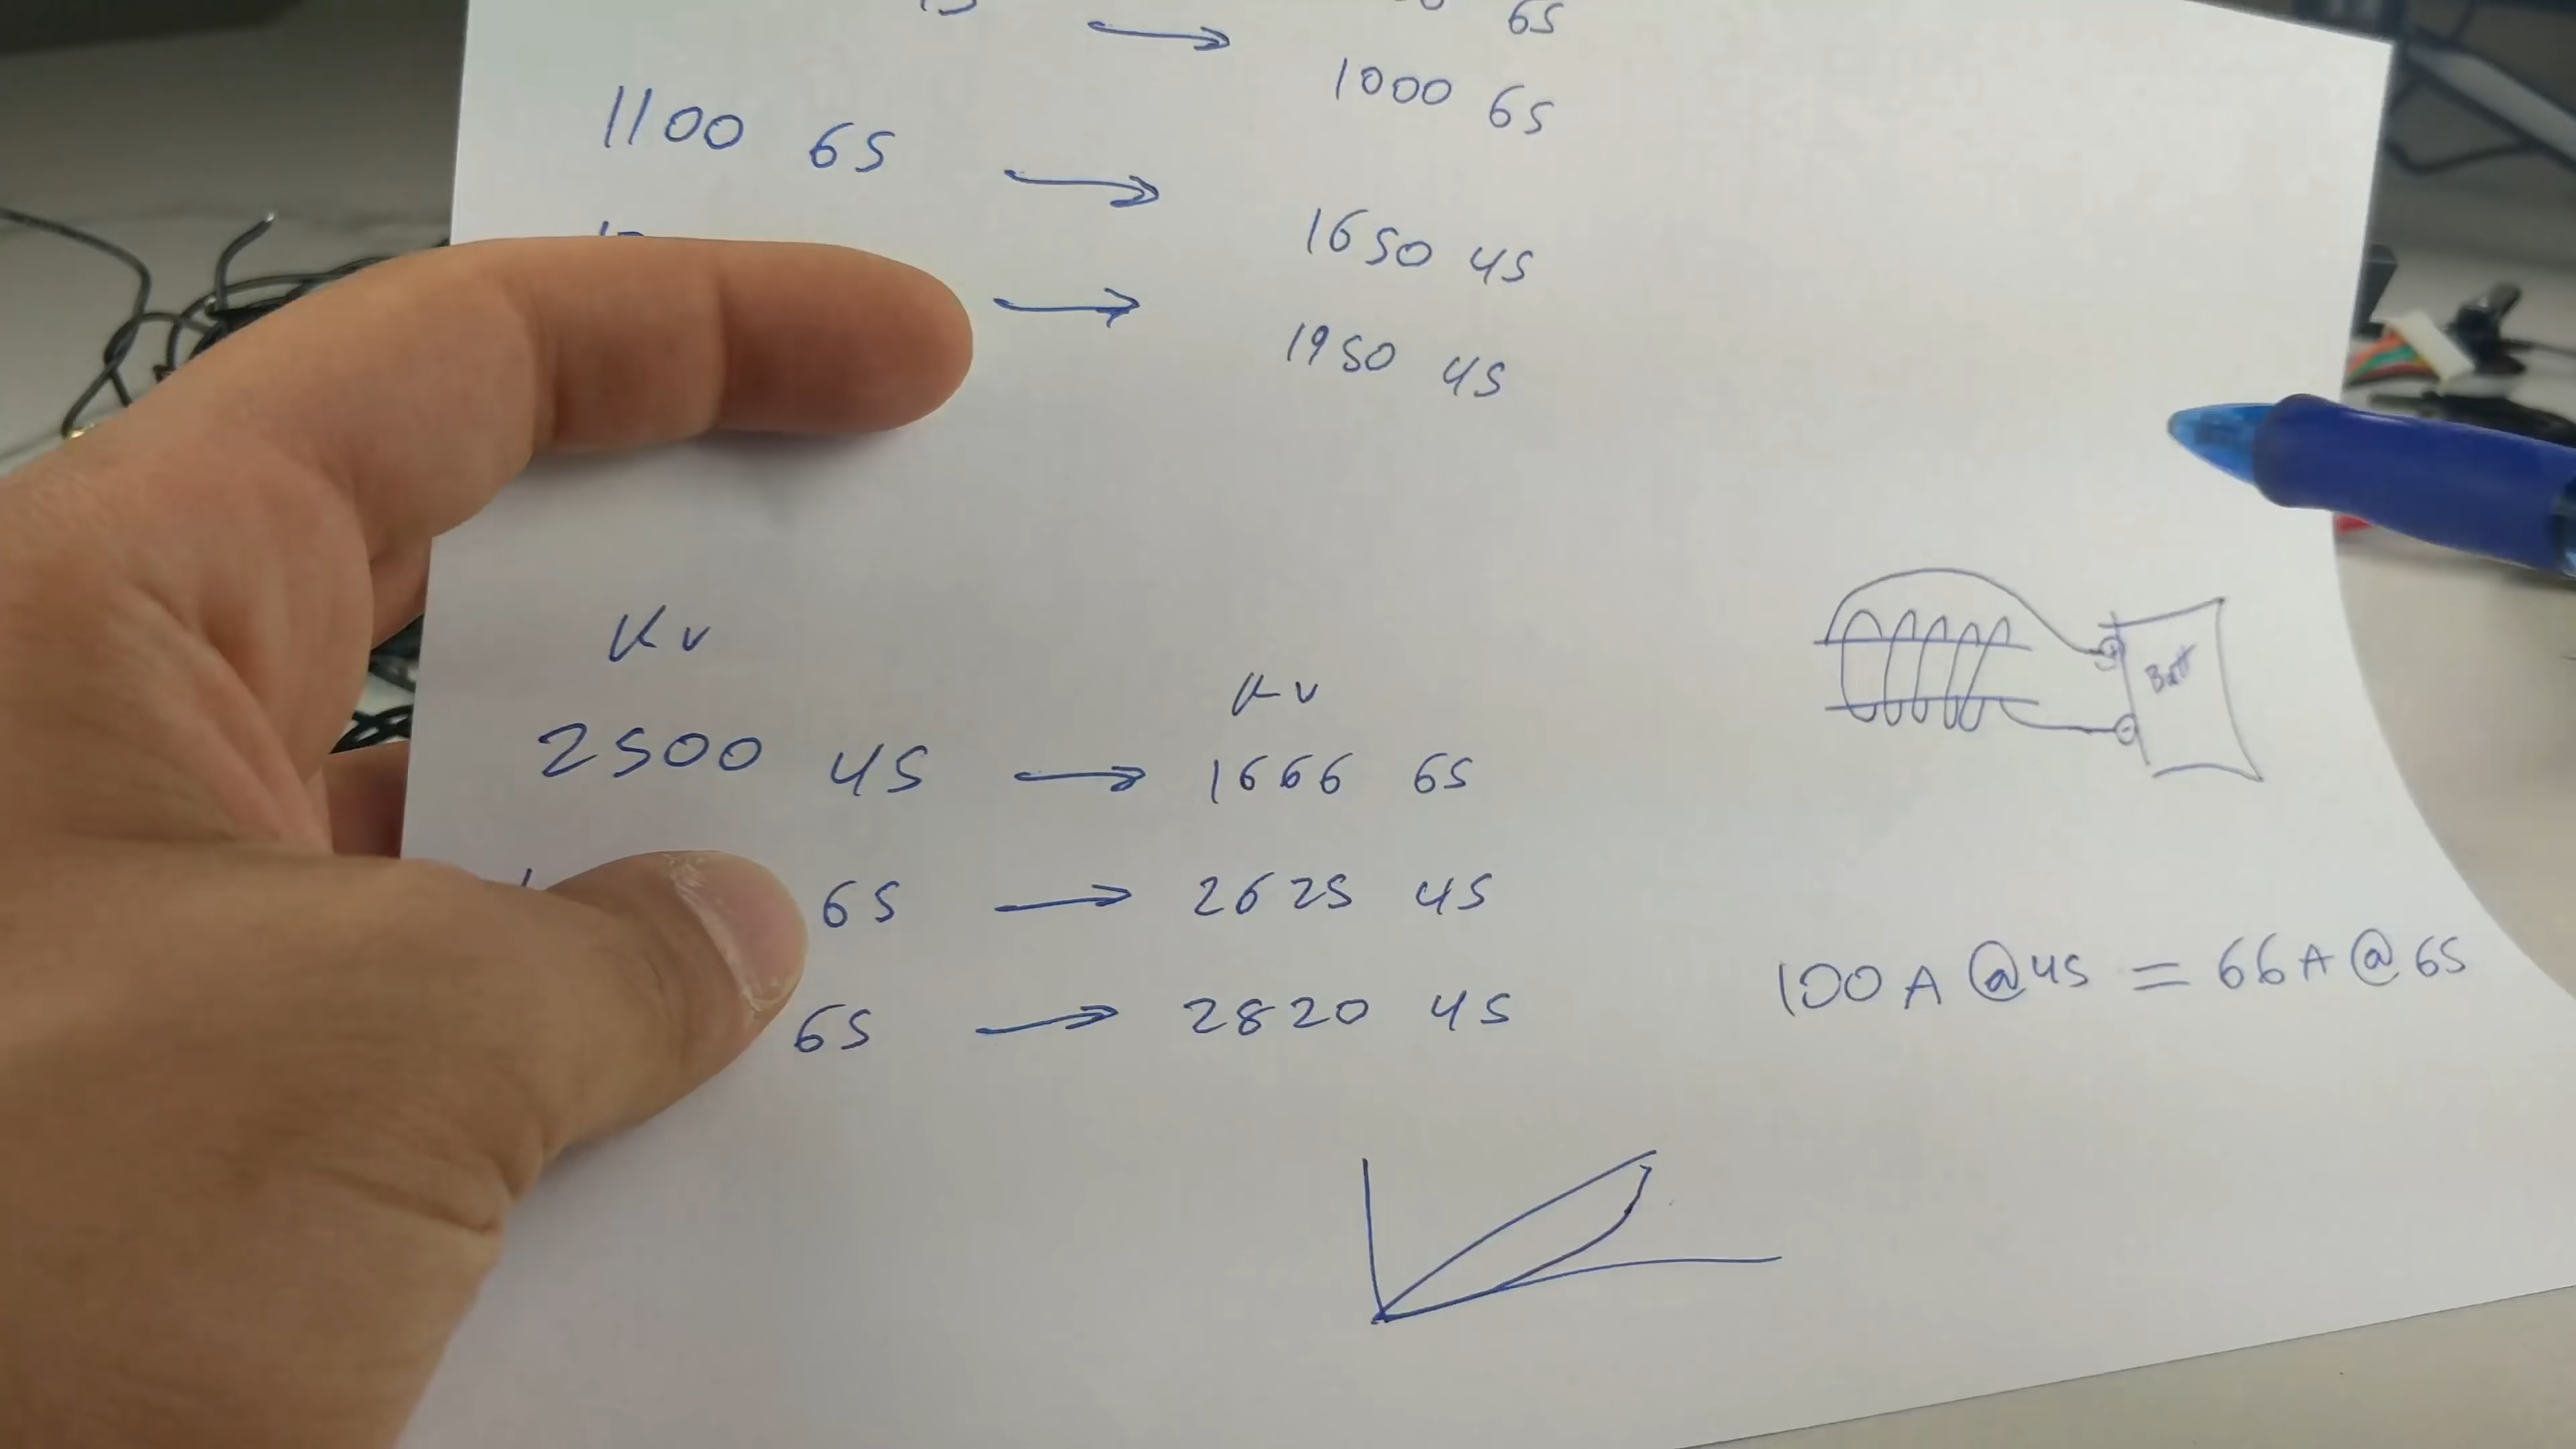 6S
1000 6S
1100 6S → 1650 4S
→ 1950 4S
Kv Kv
2500 4S → 1666 6S
6S → 2625 4S
6S → 2820 4S
Batt
+
-
100A @4S = 66A @ 6S